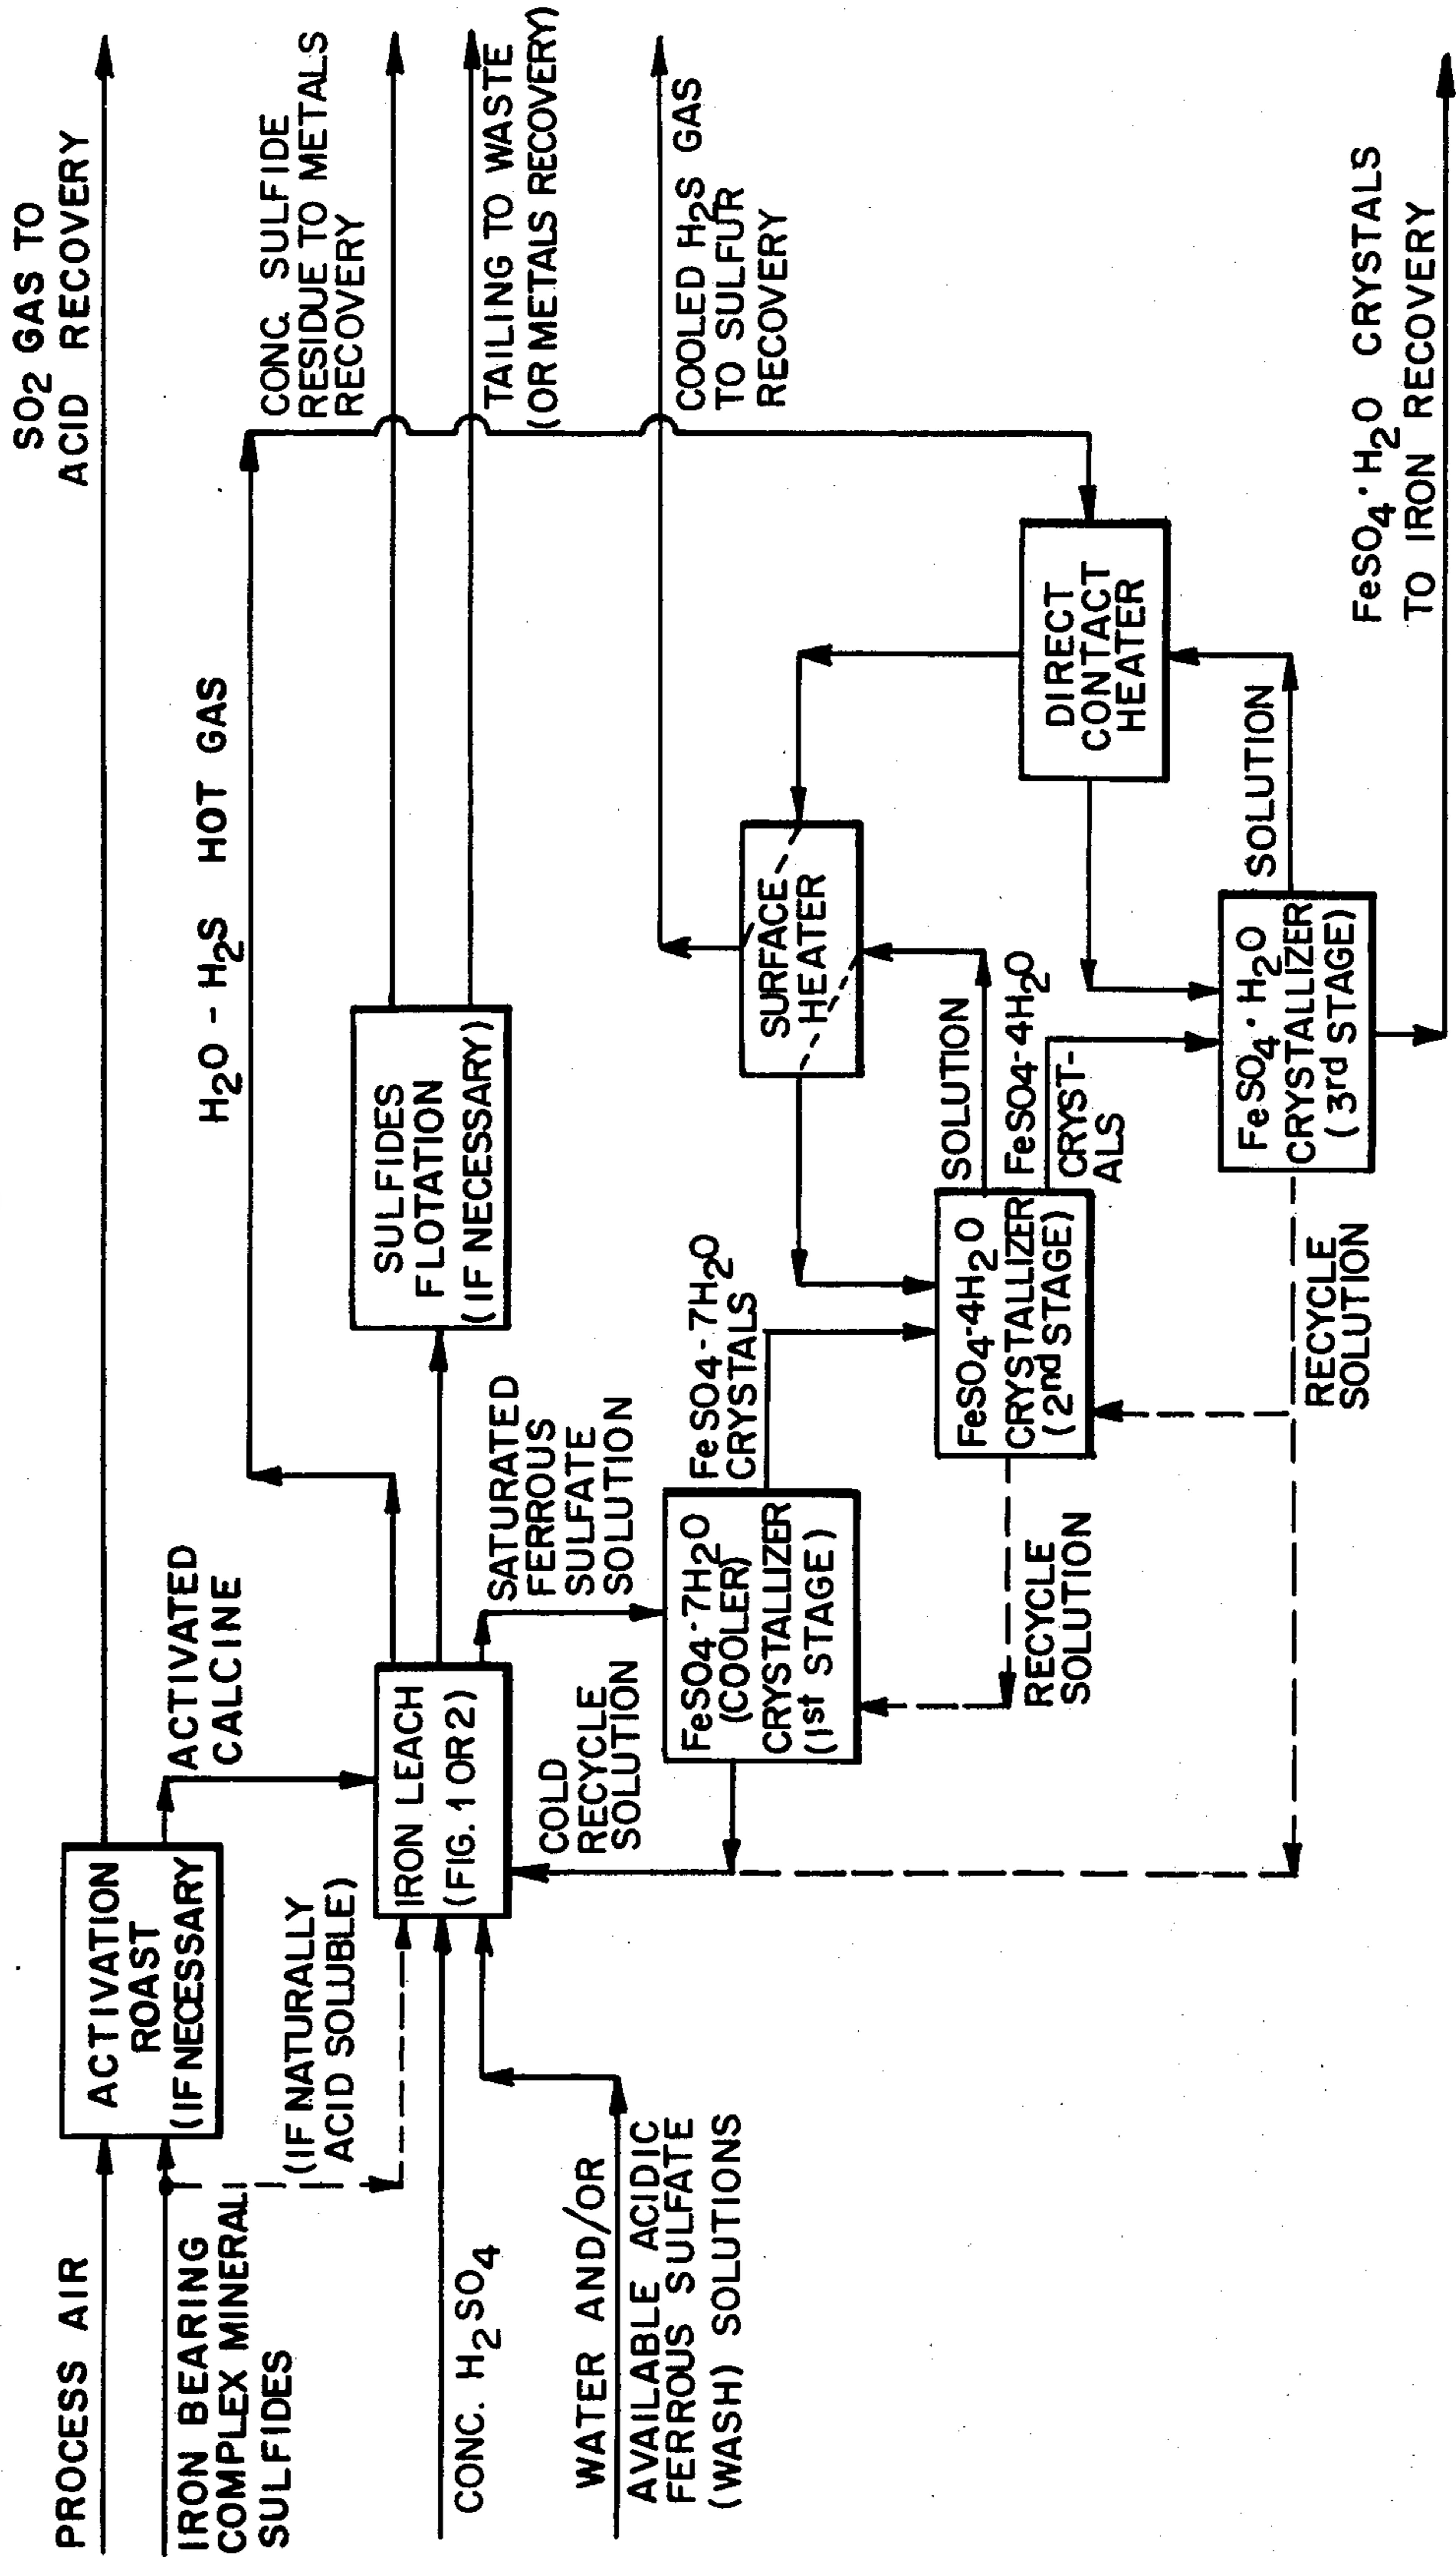 PROCESS AIR
IRON BEARING
COMPLEX MINERAL
SULFIDES
ACTIVATION
ROAST
(IF NECESSARY)
SO2 GAS TO
ACID RECOVERY
ACTIVATED
CALCINE
(IF NATURALLY
ACID SOLUBLE)
CONC. H2SO4
WATER AND/OR
AVAILABLE ACIDIC
FERROUS SULFATE
(WASH) SOLUTIONS
IRON LEACH
(FIG. 1 OR 2)
H2O - H2S HOT GAS
SULFIDES
FLOTATION
(IF NECESSARY)
CONC. SULFIDE
RESIDUE TO METALS
RECOVERY
TAILING TO WASTE
(OR METALS RECOVERY)
SATURATED
FERROUS
SULFATE
SOLUTION
COLD
RECYCLE
SOLUTION
FeSO4-7H2O
(COOLER)
CRYSTALLIZER
(1st STAGE)
FeSO4-7H2O
CRYSTALS
RECYCLE
SOLUTION
FeSO4-4H2O
CRYSTALLIZER
(2nd STAGE)
SOLUTION
FeSO4-4H2O
CRYST-
ALS
SURFACE
HEATER
COOLED H2S GAS
TO SULFUR
RECOVERY
DIRECT
CONTACT
HEATER
SOLUTION
FeSO4·H2O
CRYSTALLIZER
(3rd STAGE)
RECYCLE
SOLUTION
FeSO4·H2O CRYSTALS
TO IRON RECOVERY